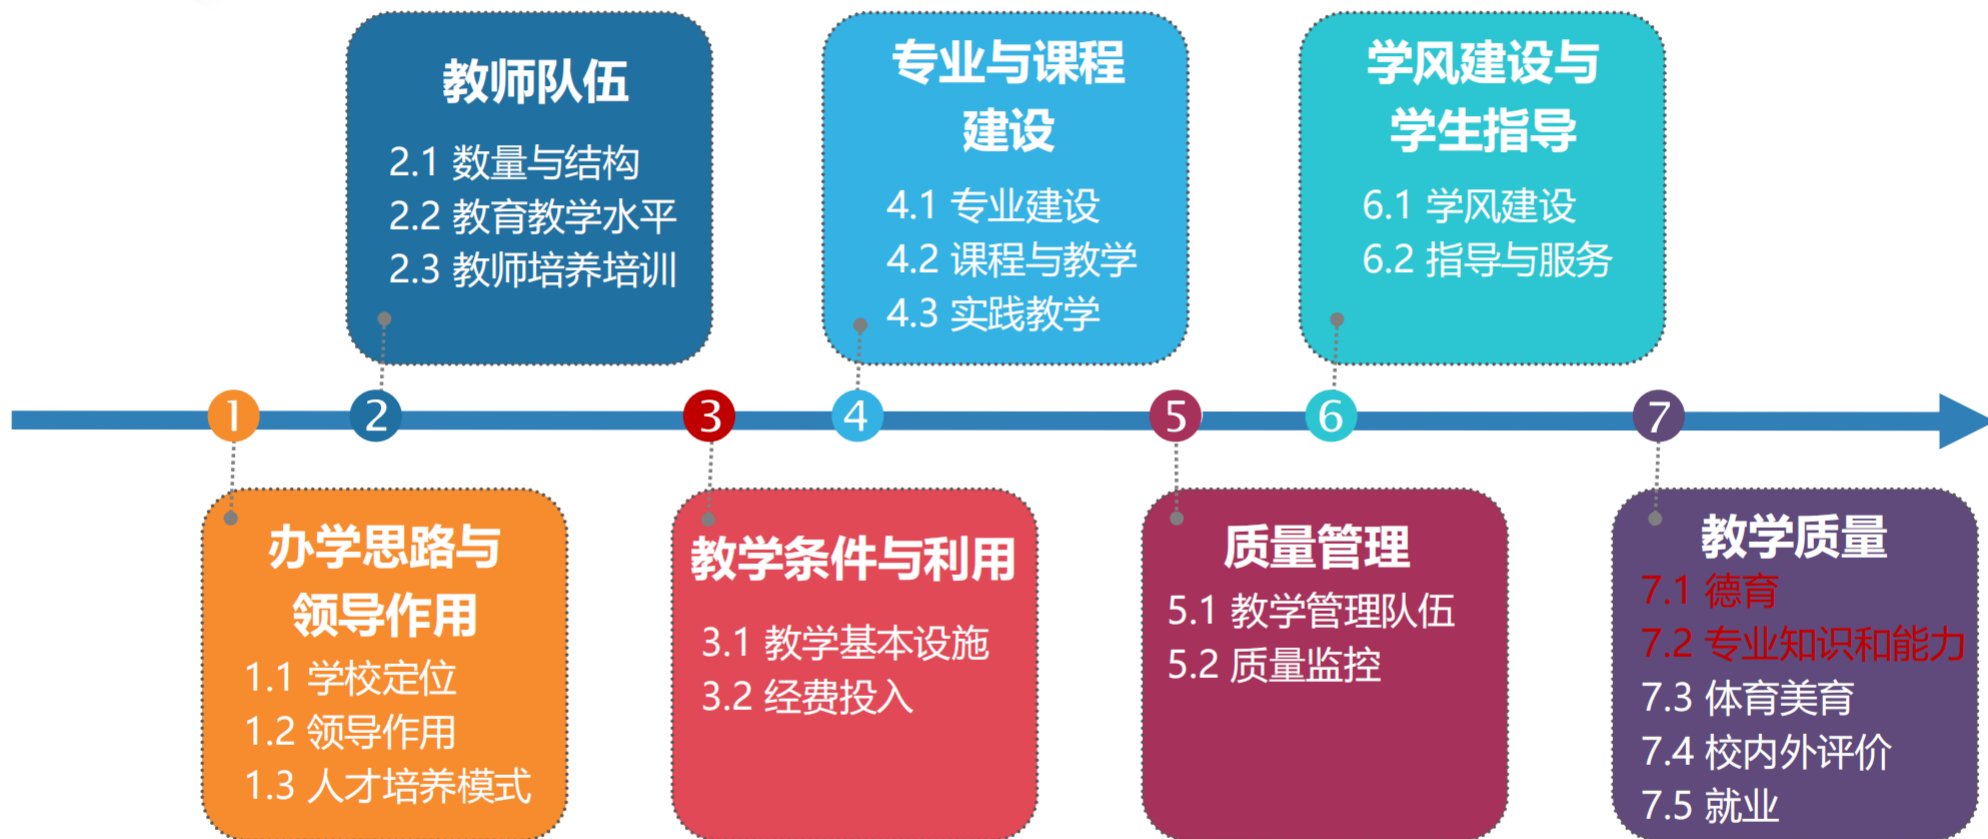 教师队伍
2.1 数量与结构
2.2 教育教学水平
2.3 教师培养培训
专业与课程
建设
4.1 专业建设
4.2 课程与教学
4.3 实践教学
学风建设与
学生指导
6.1 学风建设
6.2 指导与服务
1
2
3
4
5
6
7
办学思路与
领导作用
1.1 学校定位
1.2 领导作用
1.3 人才培养模式
教学条件与利用
3.1 教学基本设施
3.2 经费投入
质量管理
5.1 教学管理队伍
5.2 质量监控
教学质量
7.1 德育
7.2 专业知识和能力
7.3 体育美育
7.4 校内外评价
7.5 就业